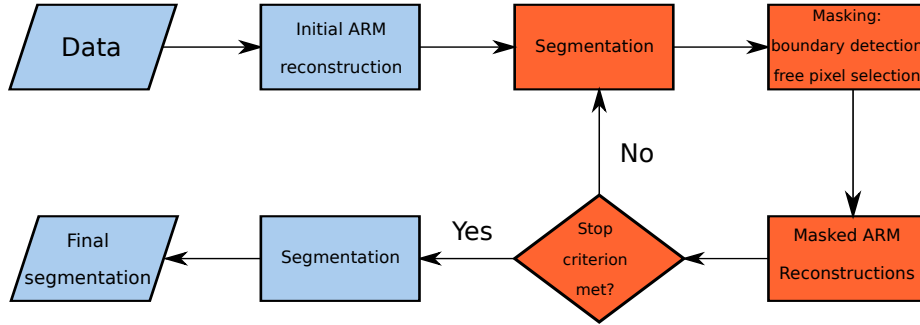 Data
Initial ARM
reconstruction
Segmentation
Masking:
boundary detection
free pixel selection
No
Yes
Final
segmentation
Segmentation
Stop
criterion
met?
Masked ARM
Reconstructions